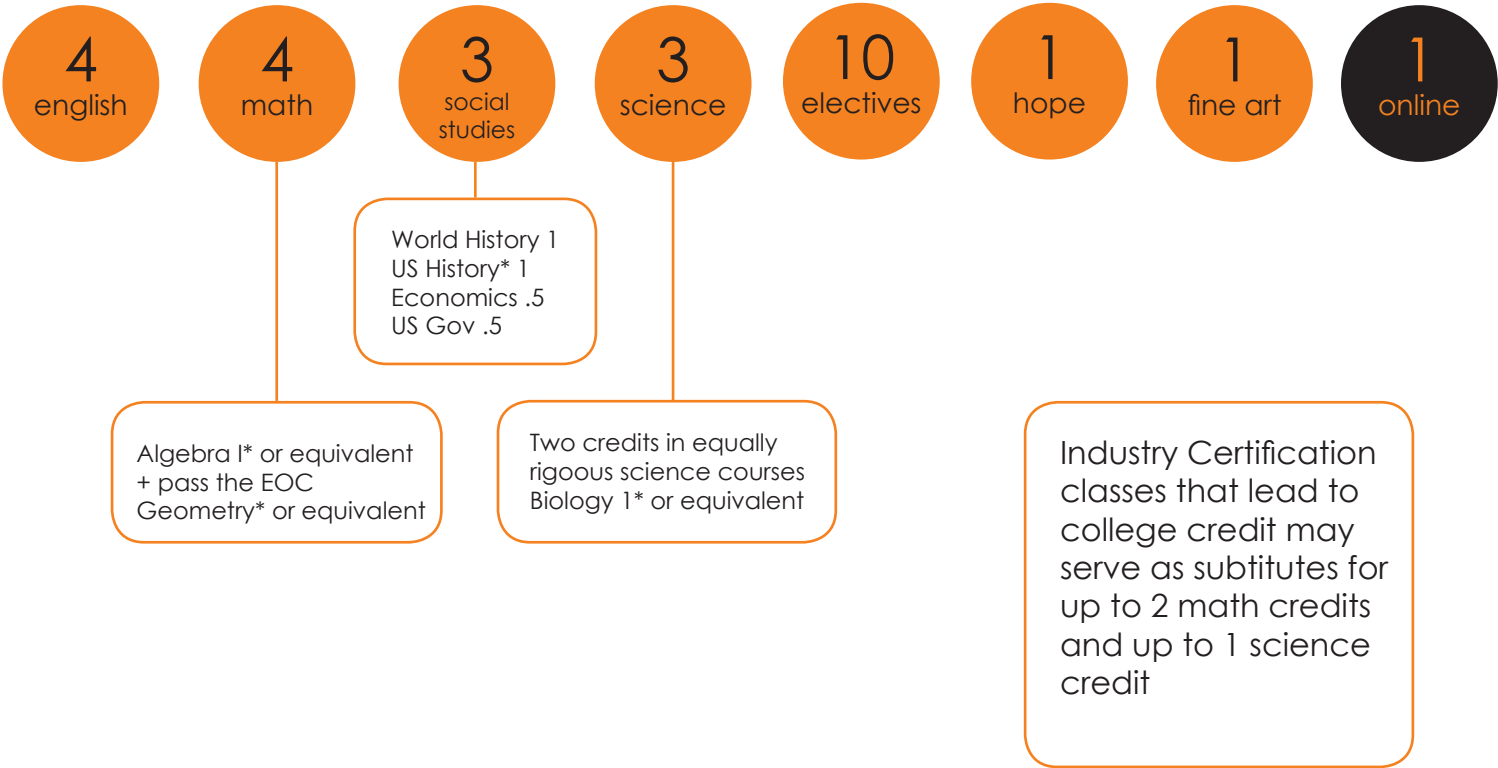 4
english
4
math
3
social
studies
3
science
10
electives
1
hope
1
fine art
1
online
World History 1
US History* 1
Economics .5
US Gov .5
Algebra I* or equivalent
+ pass the EOC
Geometry* or equivalent
Two credits in equally
rigoous science courses
Biology 1* or equivalent
Industry Certification
classes that lead to
college credit may
serve as subtitutes for
up to 2 math credits
and up to 1 science
credit